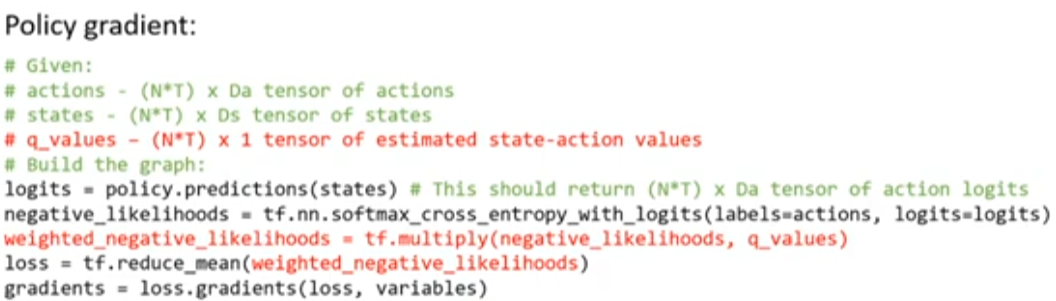 Policy gradient:
# Given:
# actions - (N*T) x Da tensor of actions
# states - (N*T) x Ds tensor of states
# q_values – (N*T) x 1 tensor of estimated state-action values
# Build the graph:
logits = policy.predictions(states) # This should return (N*T) x Da tensor of action logits
negative_likelihoods = tf.nn.softmax_cross_entropy_with_logits(labels=actions, logits=logits)
weighted_negative_likelihoods = tf.multiply(negative_likelihoods, q_values)
loss = tf.reduce_mean(weighted_negative_likelihoods)
gradients = loss.gradients(loss, variables)